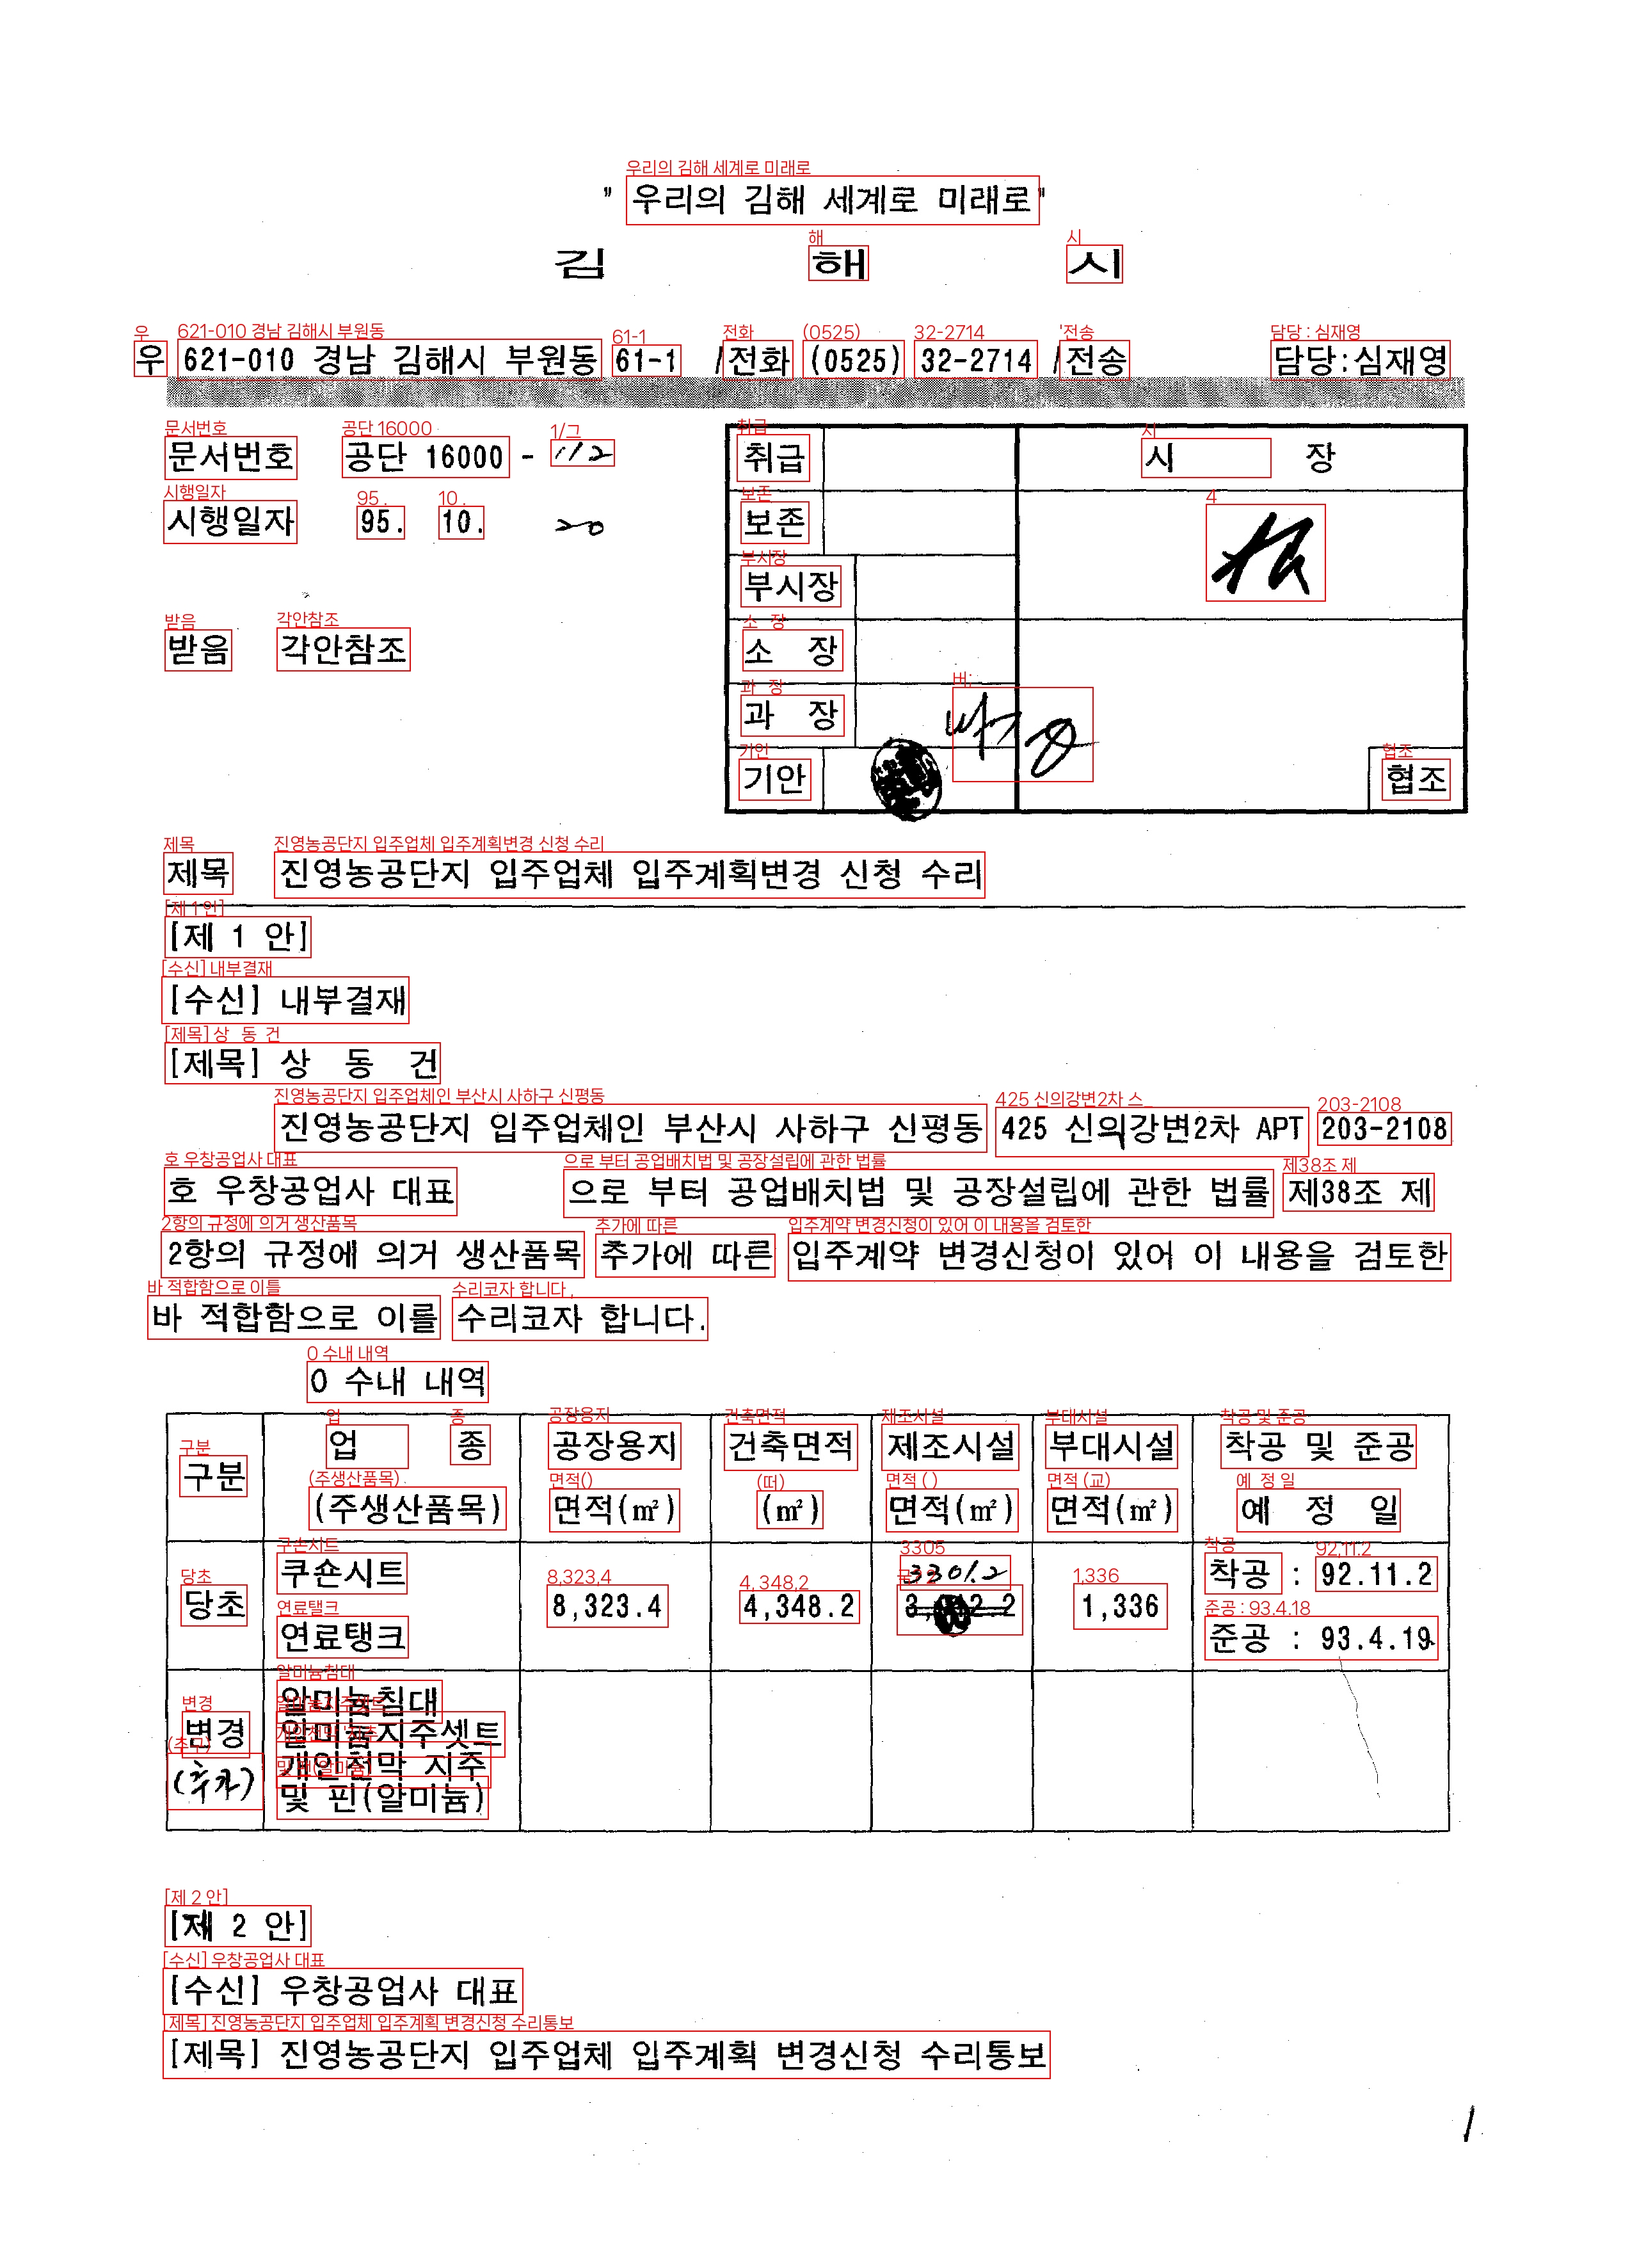 "우리의 김해 세계로 미래로"
김 해 시
우 621-010 경남 김해시 부원동 61-1 /전화 (0525) 32-2714 /전송 담당:심재영
문서번호 공단 16000 - 112
시행일자 95. 10. 20
받음 각안참조
취급 시 장
보존
부시장
소 장
과 장
기안 협조
제목 진영농공단지 입주업체 입주계획변경 신청 수리
[제 1 안]
[수신] 내부결재
[제목] 상 동 건
진영농공단지 입주업체인 부산시 사하구 신평동 425 신익강변2차 APT 203-2108
호 우창공업사 대표 으로 부터 공업배치법 및 공장설립에 관한 법률 제38조 제
2항의 규정에 의거 생산품목 추가에 따른 입주계약 변경신청이 있어 이 내용을 검토한
바 적합함으로 이를 수리코자 합니다.
0 수내 내역
구분 업 종 (주생산품목) 공장용지 면적(㎡) 건축면적 (㎡) 제조시설 면적(㎡) 부대시설 면적(㎡) 착공 및 준공 예 정 일
당초 쿠숀시트 연료탱크 8,323.4 4,348.2 3301.2 1,336 착공 : 92.11.2 준공 : 93.4.19
변경 (추가) 알미늄침대
알미늄지주셋트
개인천막 지주
및 핀(알미늄)
[제 2 안]
[수신] 우창공업사 대표
[제목] 진영농공단지 입주업체 입주계획 변경신청 수리통보
1